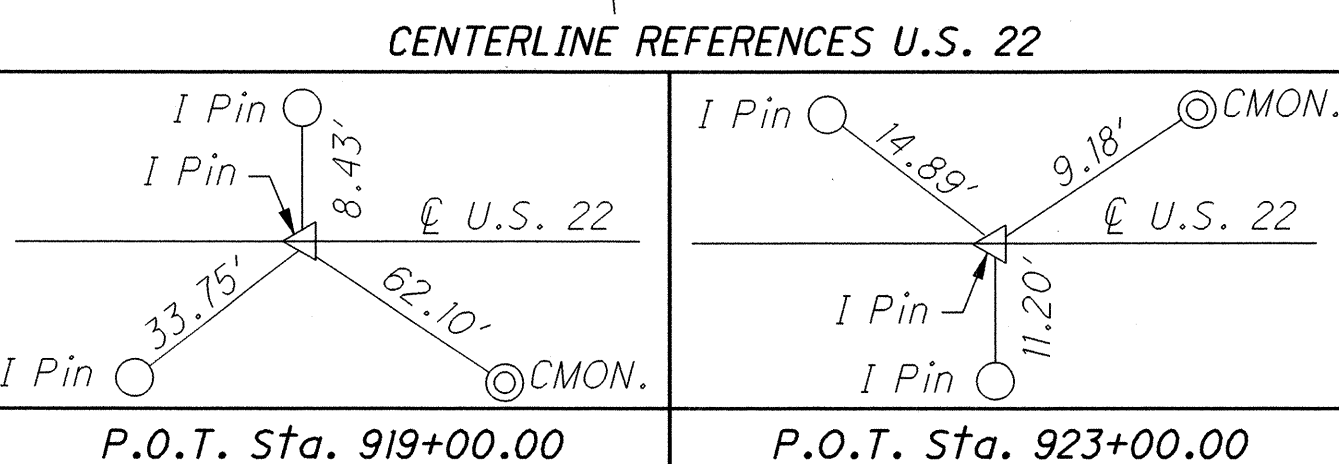 CENTERLINE REFERENCES U.S. 22
I Pin
8.43'
I Pin
℄ U.S. 22
33.75'
62.10'
I Pin
CMON.
P.O.T. Sta. 919+00.00
I Pin
CMON.
14.89'
9.18'
℄ U.S. 22
I Pin
11.20'
I Pin
P.O.T. Sta. 923+00.00